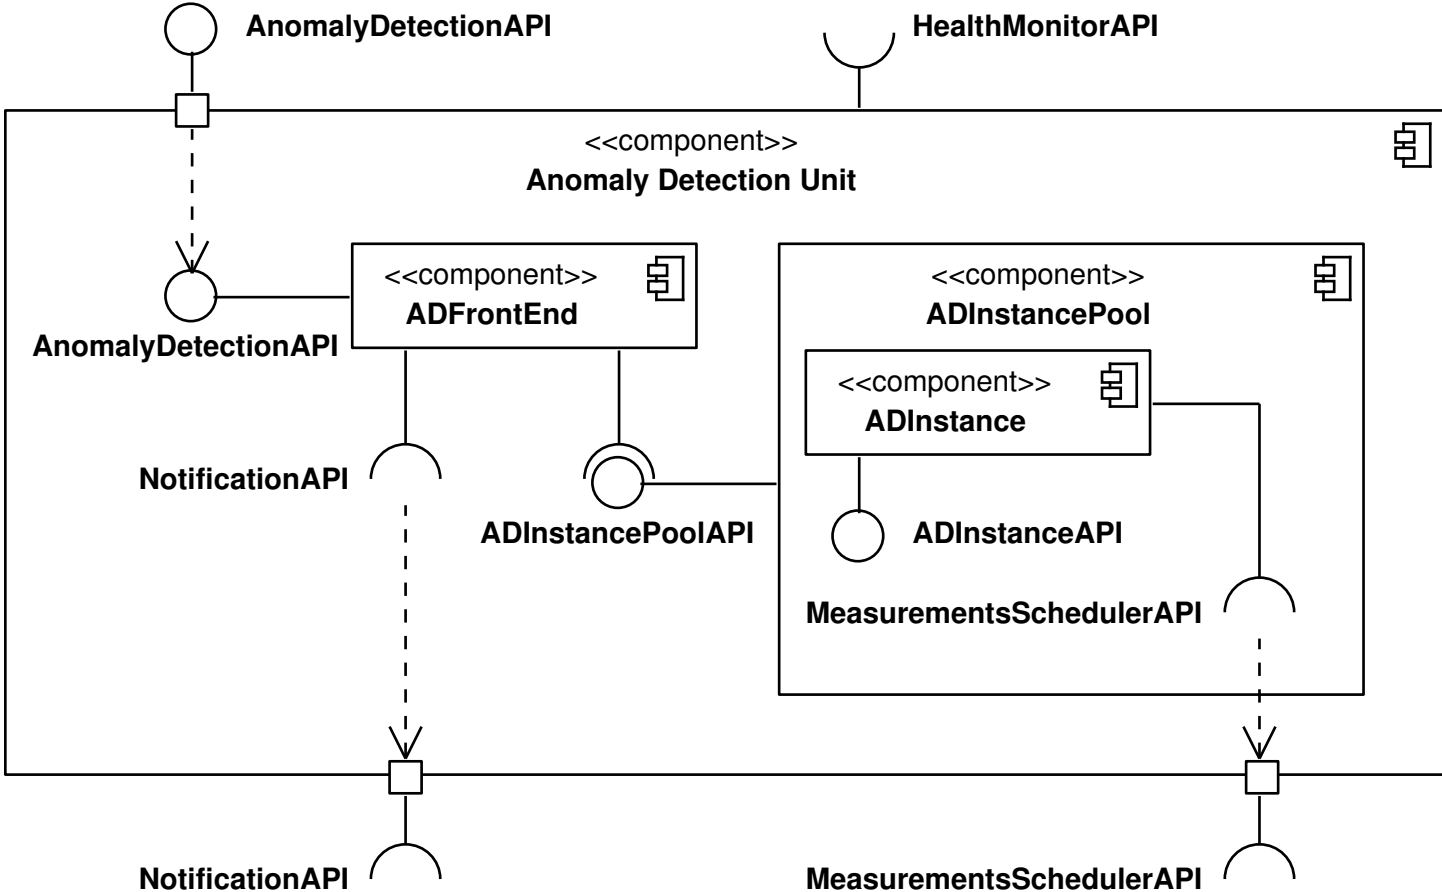 AnomalyDetectionAPI
HealthMonitorAPI
<<component>>
Anomaly Detection Unit
<<component>>
ADFrontEnd
<<component>>
ADInstancePool
AnomalyDetectionAPI
<<component>>
ADInstance
NotificationAPI
ADInstancePoolAPI
ADInstanceAPI
MeasurementsSchedulerAPI
NotificationAPI
MeasurementsSchedulerAPI